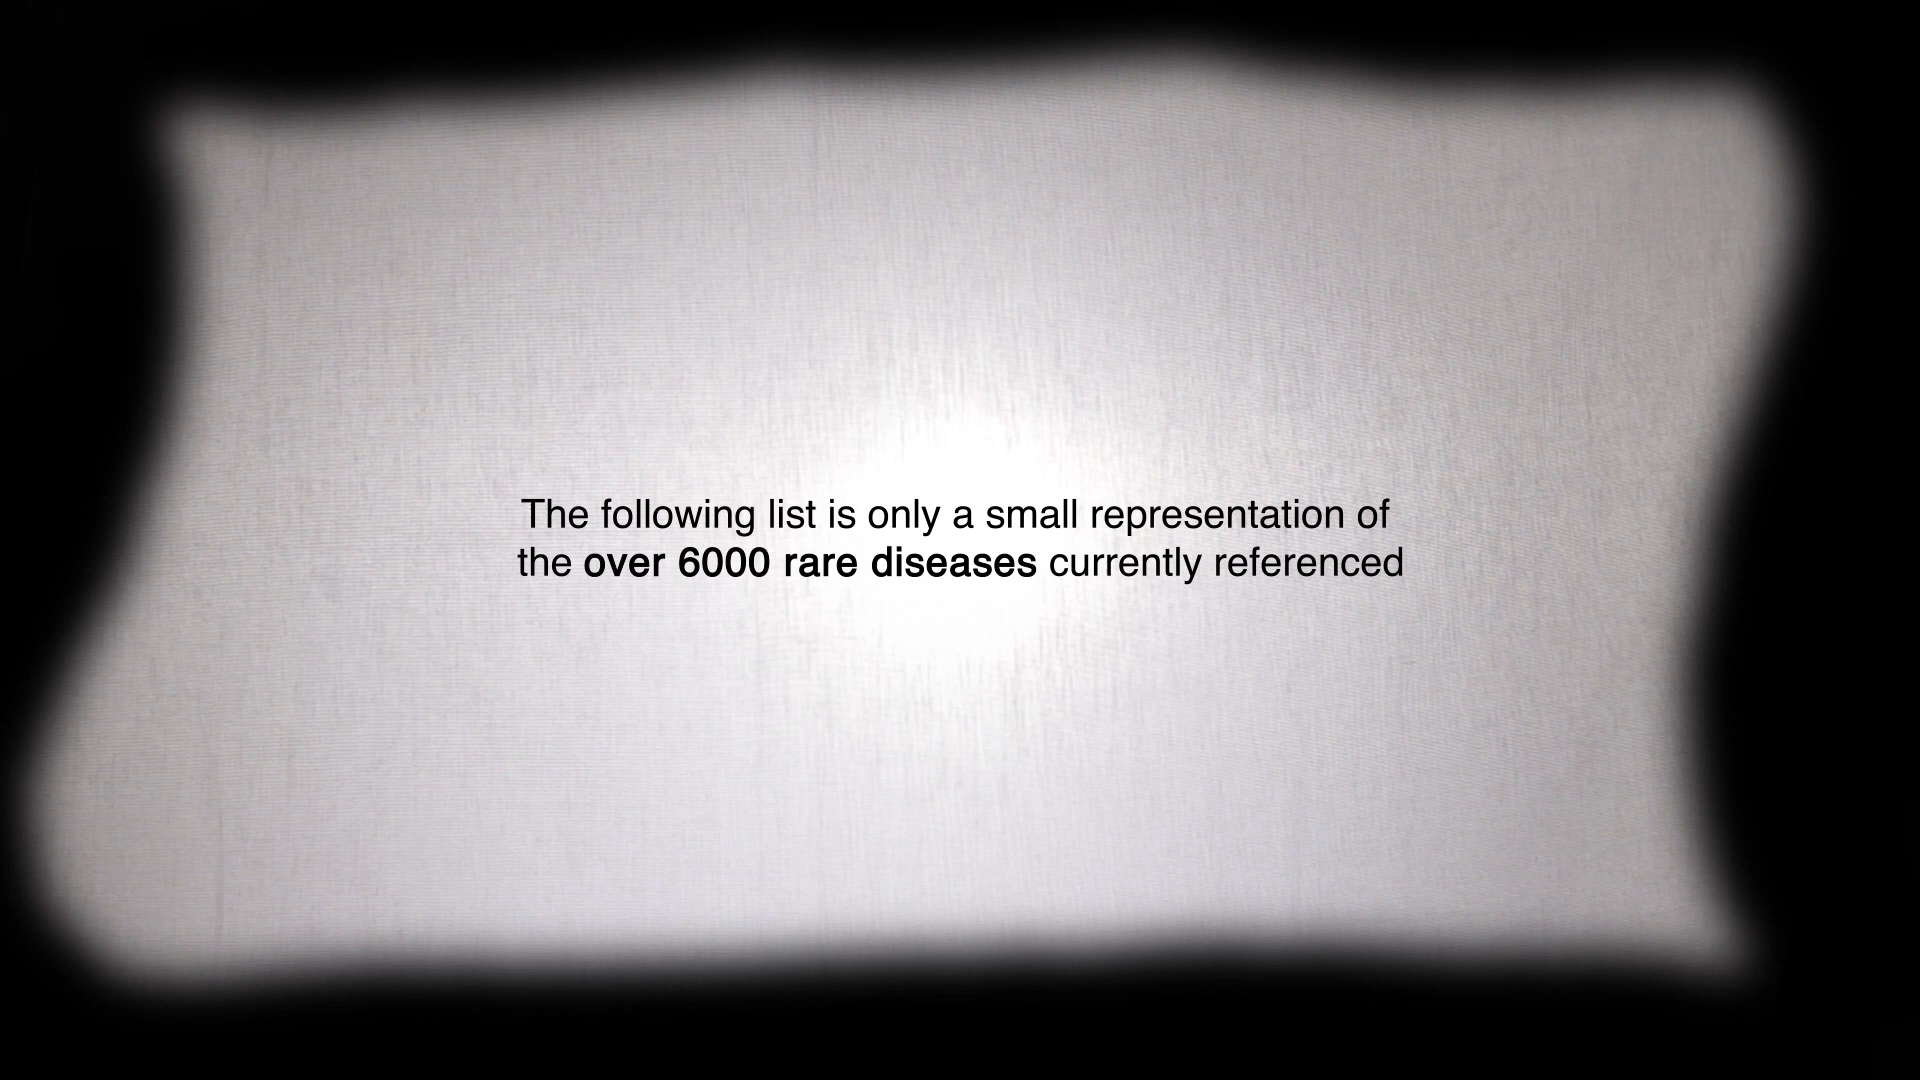 The following list is only a small representation of
the over 6000 rare diseases currently referenced